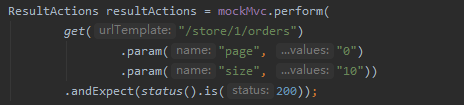 ResultActions resultActions = mockMvc.perform(
get( urlTemplate: "/store/1/orders")
.param( name: "page", ...values: "0")
.param( name: "size", ...values: "10"))
.andExpect(status().is( status: 200));